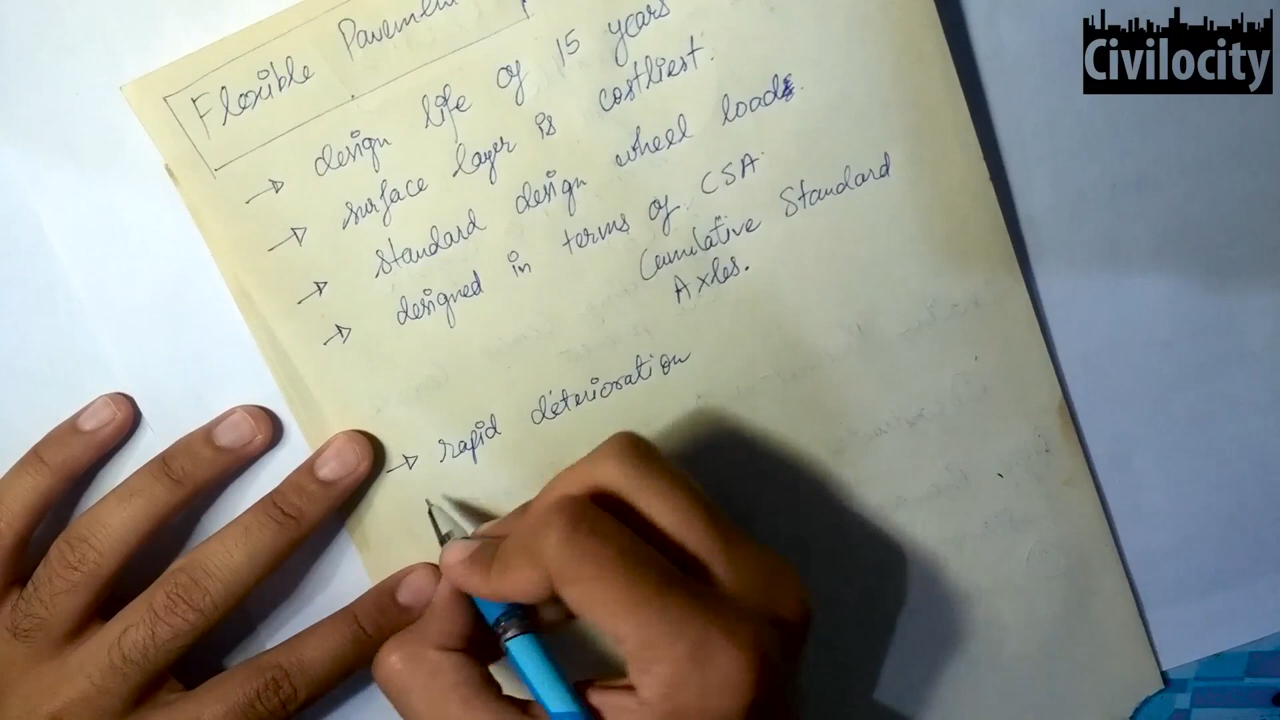 Civilocity
Flexible Pavement
→ design life of 15 years
→ surface layer is costliest.
→ standard design wheel loads.
→ designed in terms of CSA
Cumulative Standard
Axles.
→ rapid deterioration